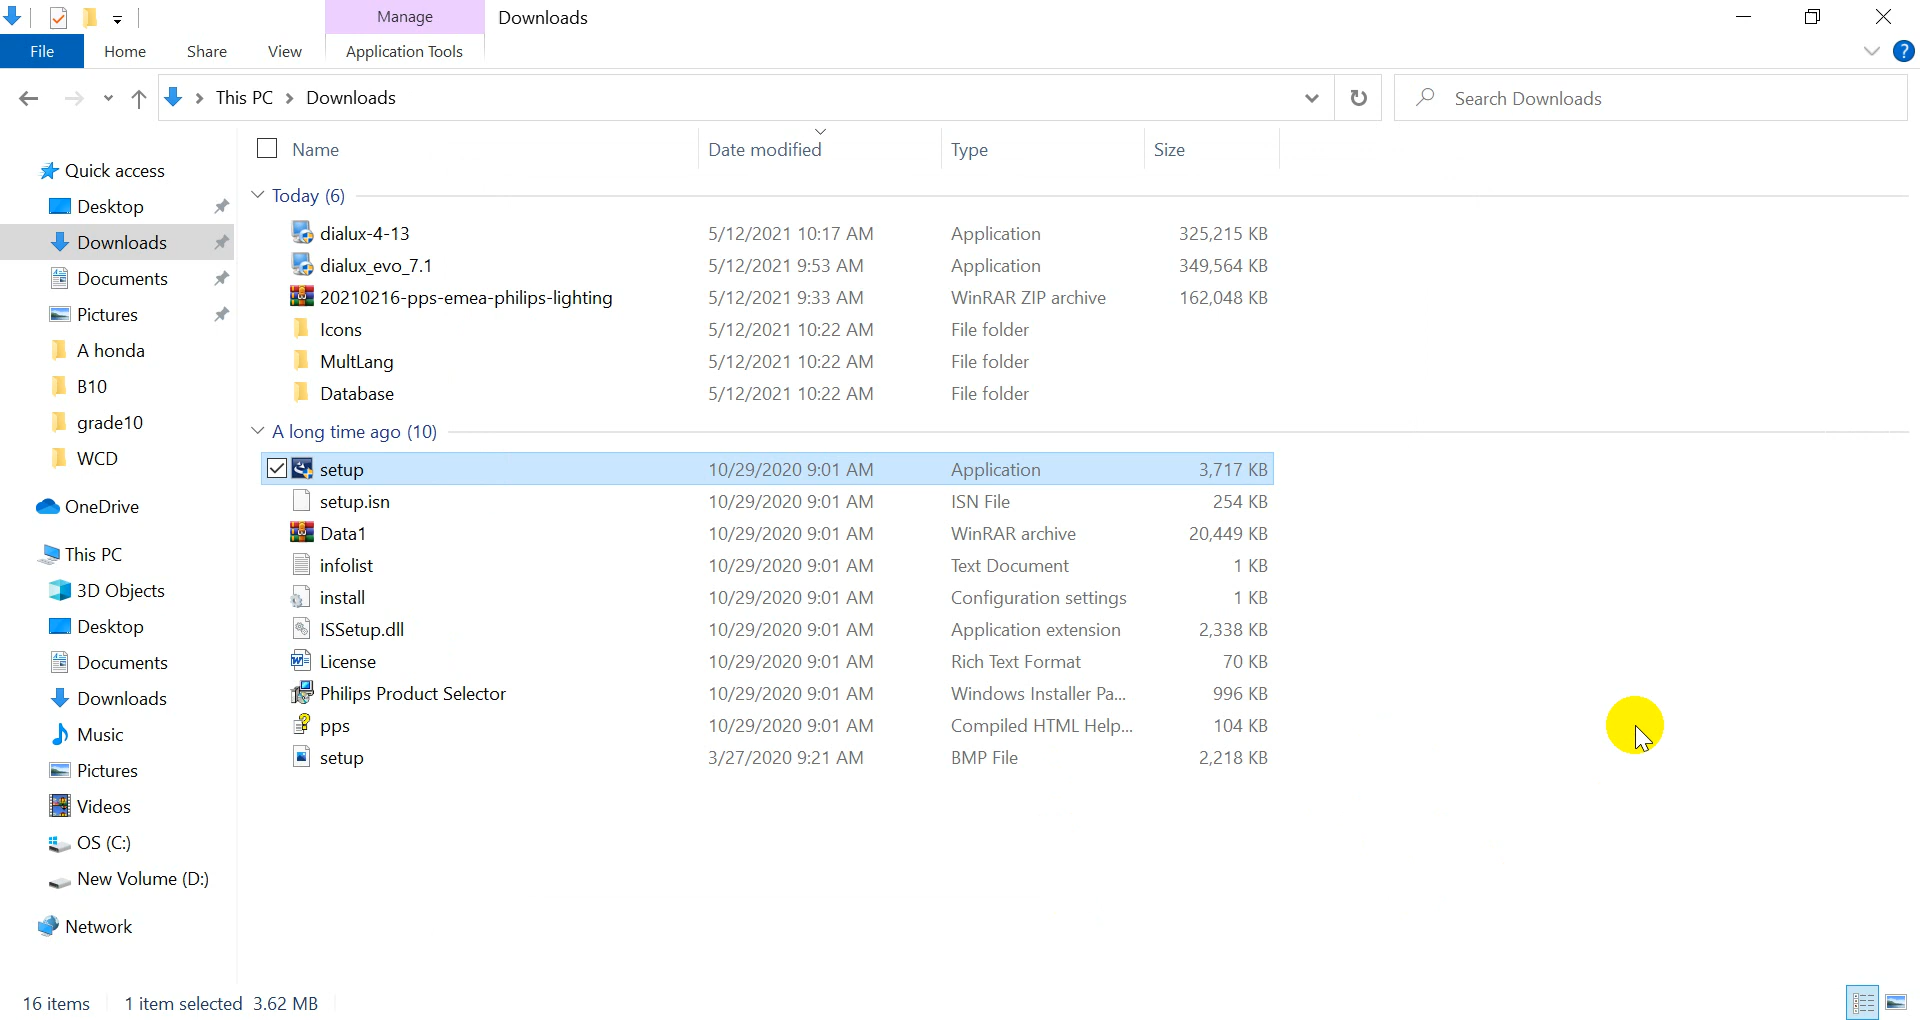 Manage Downloads
File Home Share View Application Tools
This PC Downloads Search Downloads
Name Date modified Type Size
Quick access
Desktop
Downloads
Documents
Pictures
A honda
B10
grade10
WCD
OneDrive
This PC
3D Objects
Desktop
Documents
Downloads
Music
Pictures
Videos
OS (C:)
New Volume (D:)
Network
Today (6)
dialux-4-13 5/12/2021 10:17 AM Application 325,215 KB
dialux_evo_7.1 5/12/2021 9:53 AM Application 349,564 KB
20210216-pps-emea-philips-lighting 5/12/2021 9:33 AM WinRAR ZIP archive 162,048 KB
Icons 5/12/2021 10:22 AM File folder
MultLang 5/12/2021 10:22 AM File folder
Database 5/12/2021 10:22 AM File folder
A long time ago (10)
setup 10/29/2020 9:01 AM Application 3,717 KB
setup.isn 10/29/2020 9:01 AM ISN File 254 KB
Data1 10/29/2020 9:01 AM WinRAR archive 20,449 KB
infolist 10/29/2020 9:01 AM Text Document 1 KB
install 10/29/2020 9:01 AM Configuration settings 1 KB
ISSetup.dll 10/29/2020 9:01 AM Application extension 2,338 KB
License 10/29/2020 9:01 AM Rich Text Format 70 KB
Philips Product Selector 10/29/2020 9:01 AM Windows Installer Pa... 996 KB
pps 10/29/2020 9:01 AM Compiled HTML Help... 104 KB
setup 3/27/2020 9:21 AM BMP File 2,218 KB
16 items 1 item selected 3.62 MB